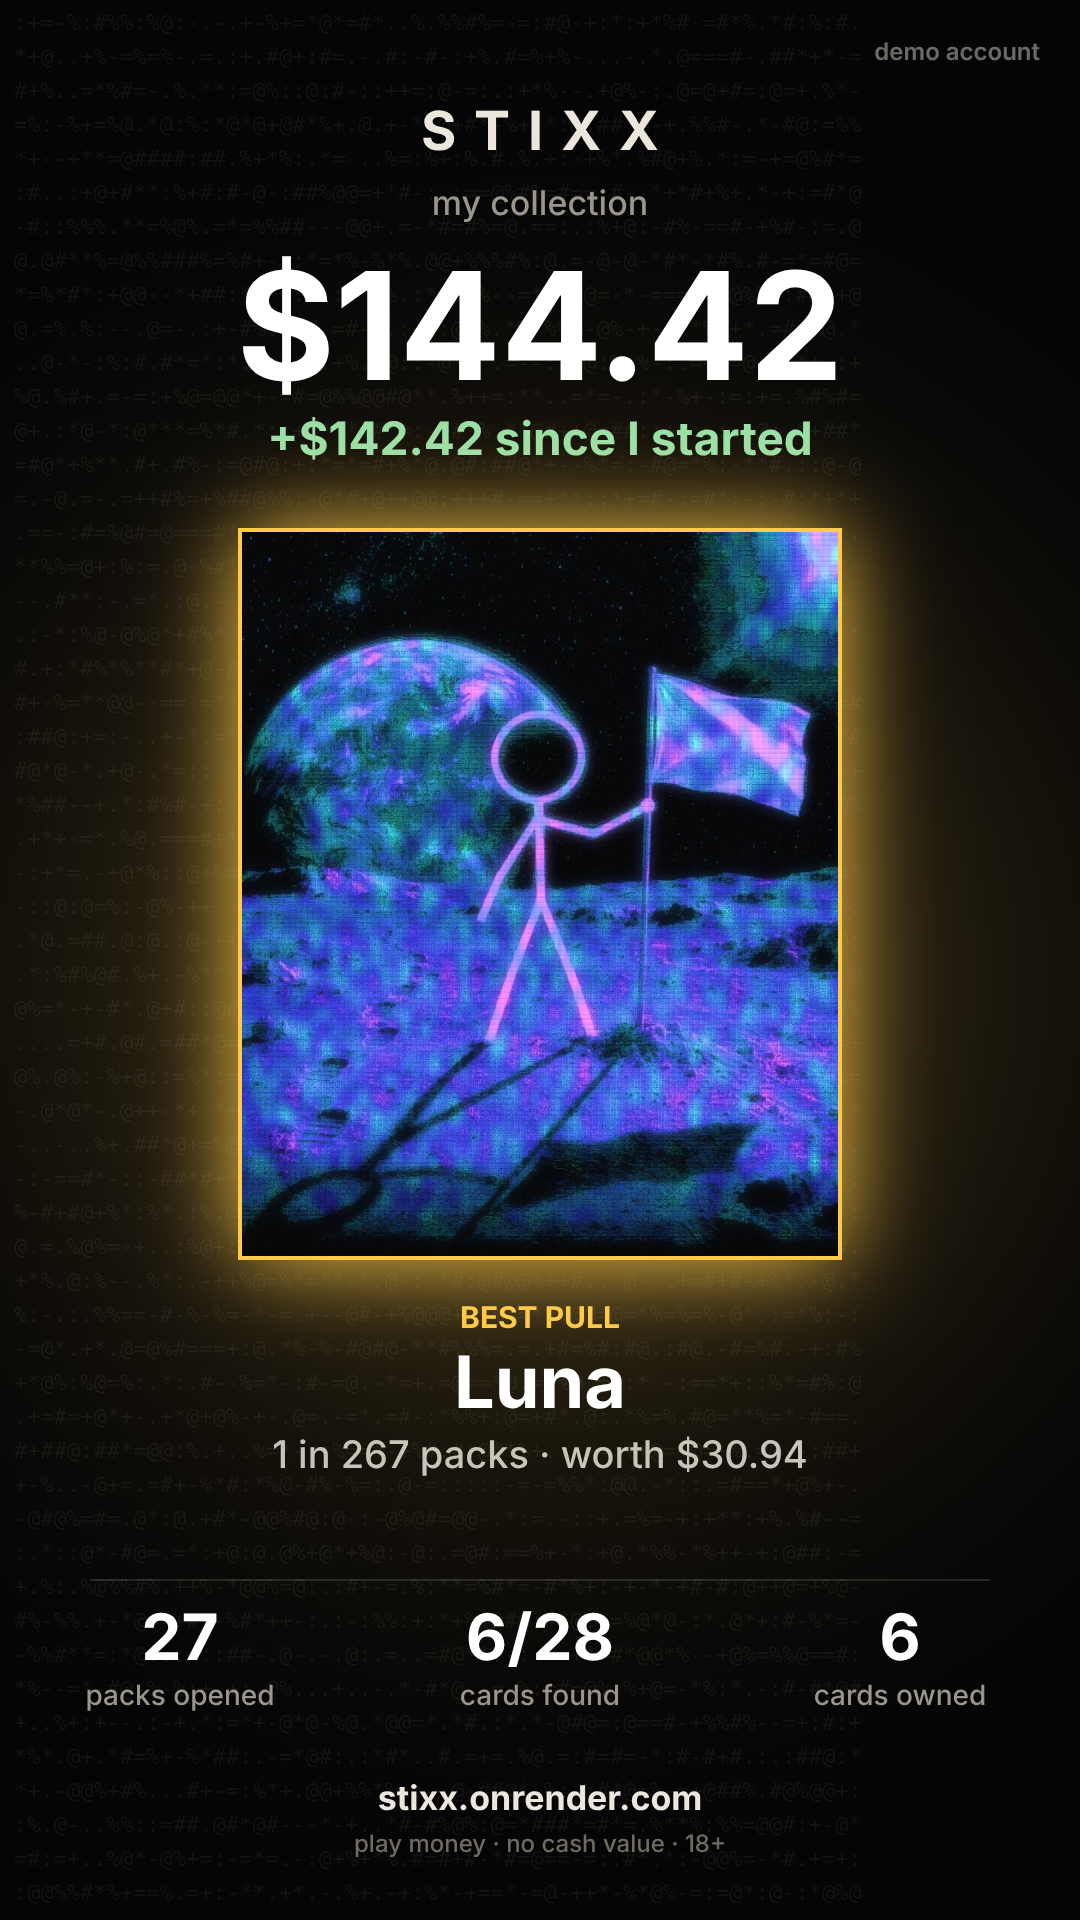 demo account
STIXX
my collection
$144.42
+$142.42 since I started
BEST PULL
Luna
1 in 267 packs · worth $30.94
27
packs opened
6/28
cards found
6
cards owned
stixx.onrender.com
play money · no cash value · 18+